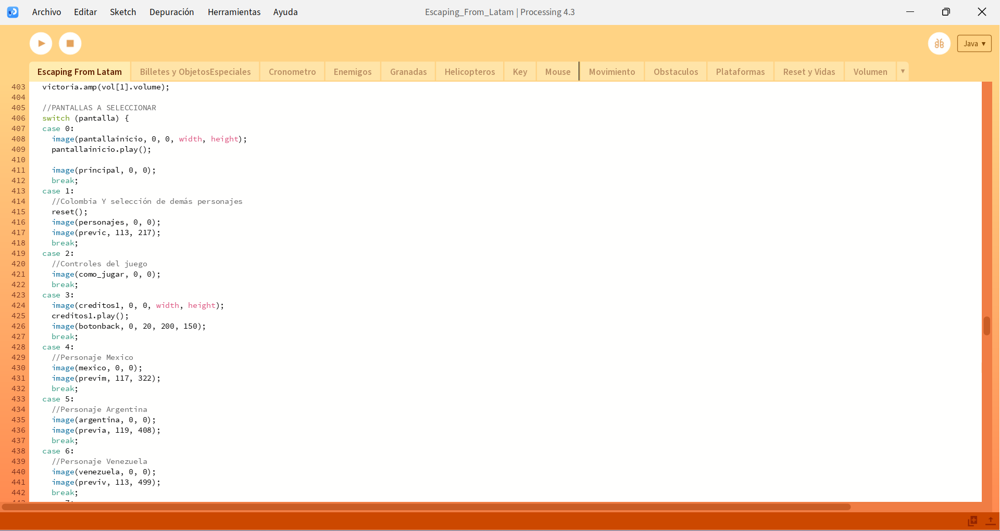 Archivo Editar Sketch Depuración Herramientas Ayuda Escaping_From_Latam | Processing 4.3
Java ▾
Escaping From Latam Billetes y ObjetosEspeciales Cronometro Enemigos Granadas Helicopteros Key Mouse Movimiento Obstaculos Plataformas Reset y Vidas Volumen ▾
403 victoria.amp(vol[1].volume);
404
405 //PANTALLAS A SELECCIONAR
406 switch (pantalla) {
407 case 0:
408 image(pantallainicio, 0, 0, width, height);
409 pantallainicio.play();
410
411 image(principal, 0, 0);
412 break;
413 case 1:
414 //Colombia Y selección de demás personajes
415 reset();
416 image(personajes, 0, 0);
417 image(previc, 113, 217);
418 break;
419 case 2:
420 //Controles del juego
421 image(como_jugar, 0, 0);
422 break;
423 case 3:
424 image(creditos1, 0, 0, width, height);
425 creditos1.play();
426 image(botonback, 0, 20, 200, 150);
427 break;
428 case 4:
429 //Personaje Mexico
430 image(mexico, 0, 0);
431 image(previm, 117, 322);
432 break;
433 case 5:
434 //Personaje Argentina
435 image(argentina, 0, 0);
436 image(previa, 119, 408);
437 break;
438 case 6:
439 //Personaje Venezuela
440 image(venezuela, 0, 0);
441 image(previv, 113, 499);
442 break;